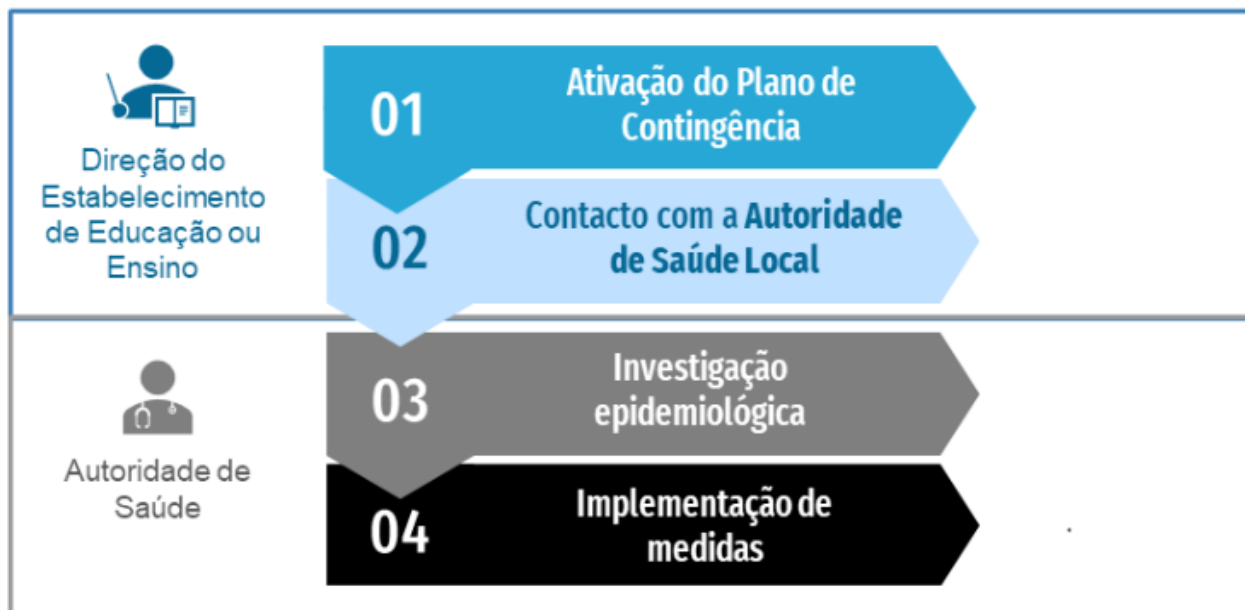 Direção do
Estabelecimento
de Educação ou
Ensino
01
Ativação do Plano de
Contingência
02
Contacto com a Autoridade
de Saúde Local
Autoridade de
Saúde
03
Investigação
epidemiológica
04
Implementação de
medidas